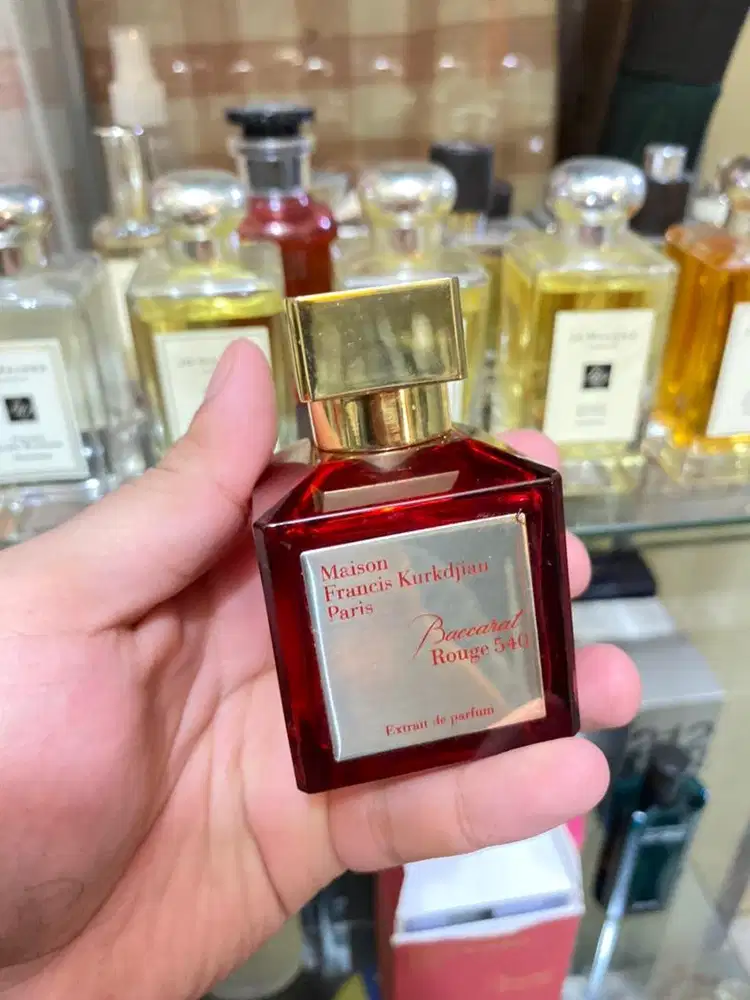 Maison
Francis Kurkdjian
Paris
Baccarat
Rouge 540
Extrait de parfum